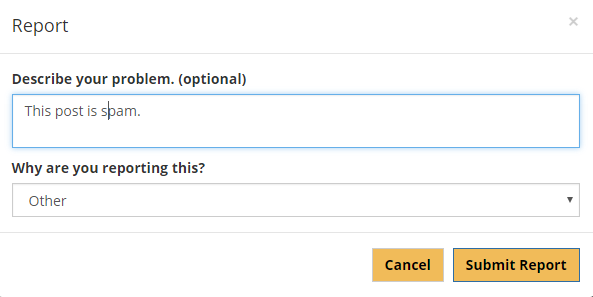 Report
×
Describe your problem. (optional)
This post is spam.
Why are you reporting this?
Other
Cancel Submit Report